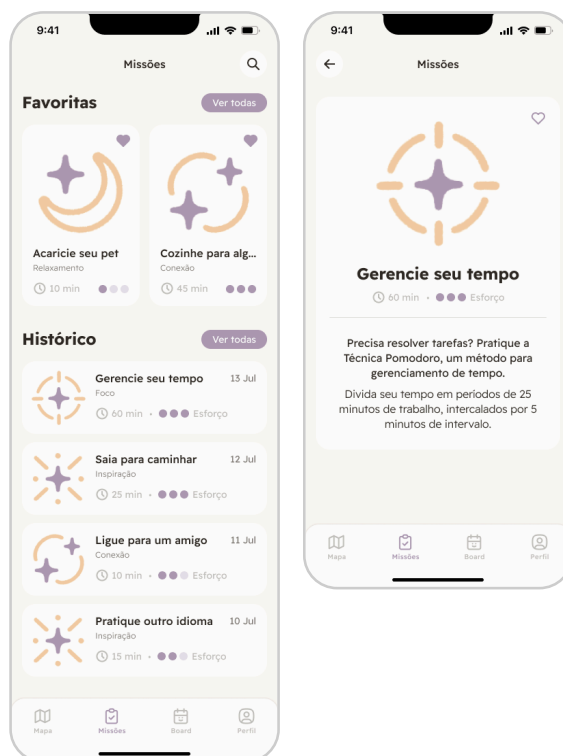 9:41
Missões
Favoritas
Ver todas
Acaricie seu pet
Relaxamento
10 min
Cozinhe para alg...
Conexão
45 min
Histórico
Ver todas
Gerencie seu tempo
13 Jul
Foco
60 min • Esforço
Saia para caminhar
12 Jul
Inspiração
25 min • Esforço
Ligue para um amigo
11 Jul
Conexão
10 min • Esforço
Pratique outro idioma
10 Jul
Inspiração
15 min • Esforço
Mapa
Missões
Board
Perfil
9:41
Missões
Gerencie seu tempo
60 min • Esforço
Precisa resolver tarefas? Pratique a
Técnica Pomodoro, um método para
gerenciamento de tempo.
Divida seu tempo em períodos de 25
minutos de trabalho, intercalados por 5
minutos de intervalo.
Mapa
Missões
Board
Perfil